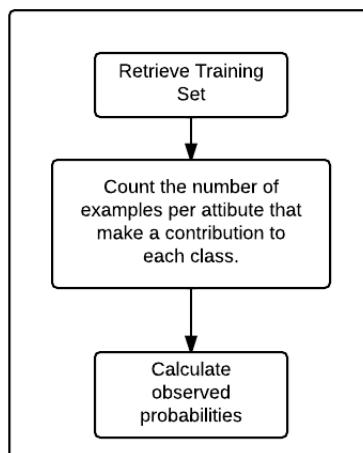 Retrieve Training
Set
Count the number of
examples per attibute that
make a contribution to
each class.
Calculate
observed
probabilities